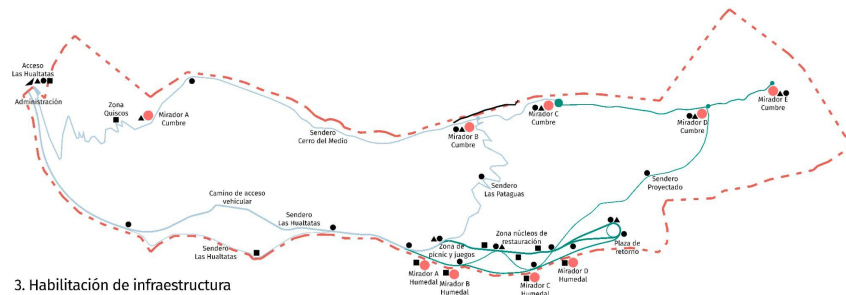 Acceso
Las Hualtatas
Administración
Zona
Quiscos
Mirador A
Cumbre
Sendero
Cerro del Medio
Mirador B
Cumbre
Mirador C
Cumbre
Mirador D
Cumbre
Mirador E
Cumbre
Sendero
Las Pataguas
Sendero
Proyectado
Camino de acceso
vehicular
Sendero
Las Hualtatas
Sendero
Las Hualtatas
Zona de
picnic y juegos
Zona núcleos de
restauración
Plaza de
retorno
Mirador A
Humedal
Mirador B
Humedal
Mirador C
Humedal
Mirador D
Humedal
3. Habilitación de infraestructura